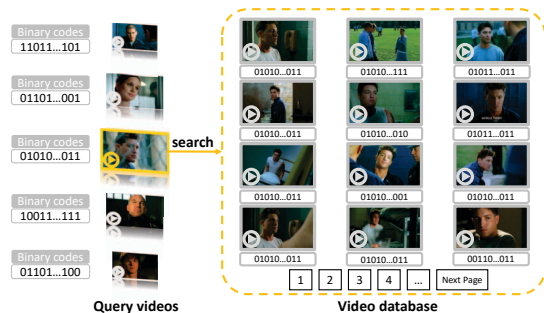 Binary codes
11011...101
Binary codes
01101...001
Binary codes
01010...011
Binary codes
10011...111
Binary codes
01101...100
Query videos
search
01010...011
01010...111
01011...011
01010...011
01010...010
01011...011
01010...011
01010...001
01010...011
01010...011
01010...011
00110...011
1 2 3 4 ... Next Page
Video database